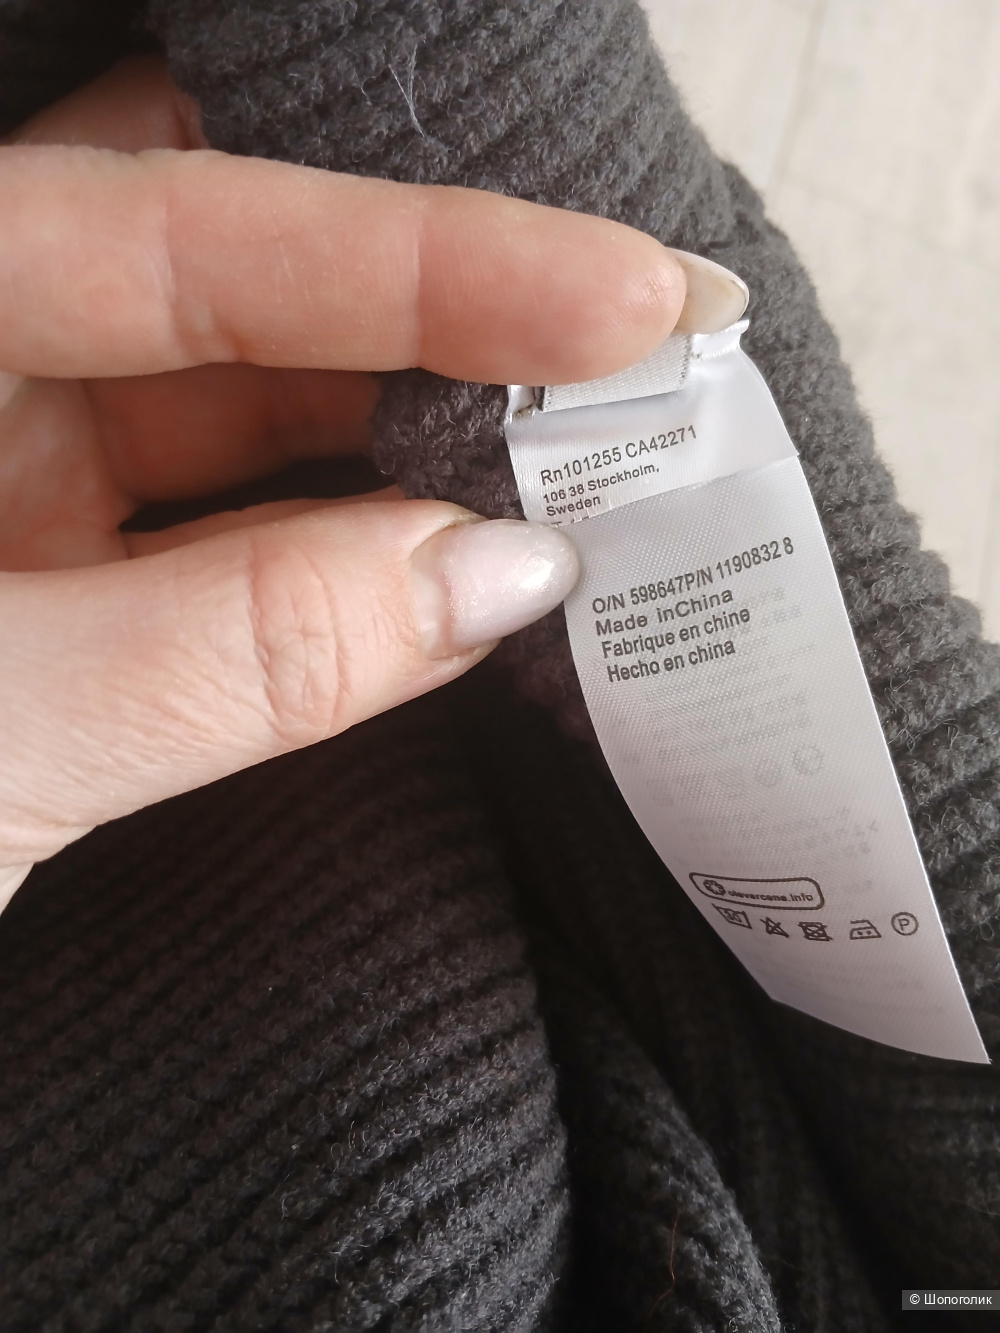 Rn101255 CA42271
106 38 Stockholm,
Sweden
O/N 598647P/N 1190832 8
Made inChina
Fabrique en chine
Hecho en china
clevercare.info
P
© Шопоголик